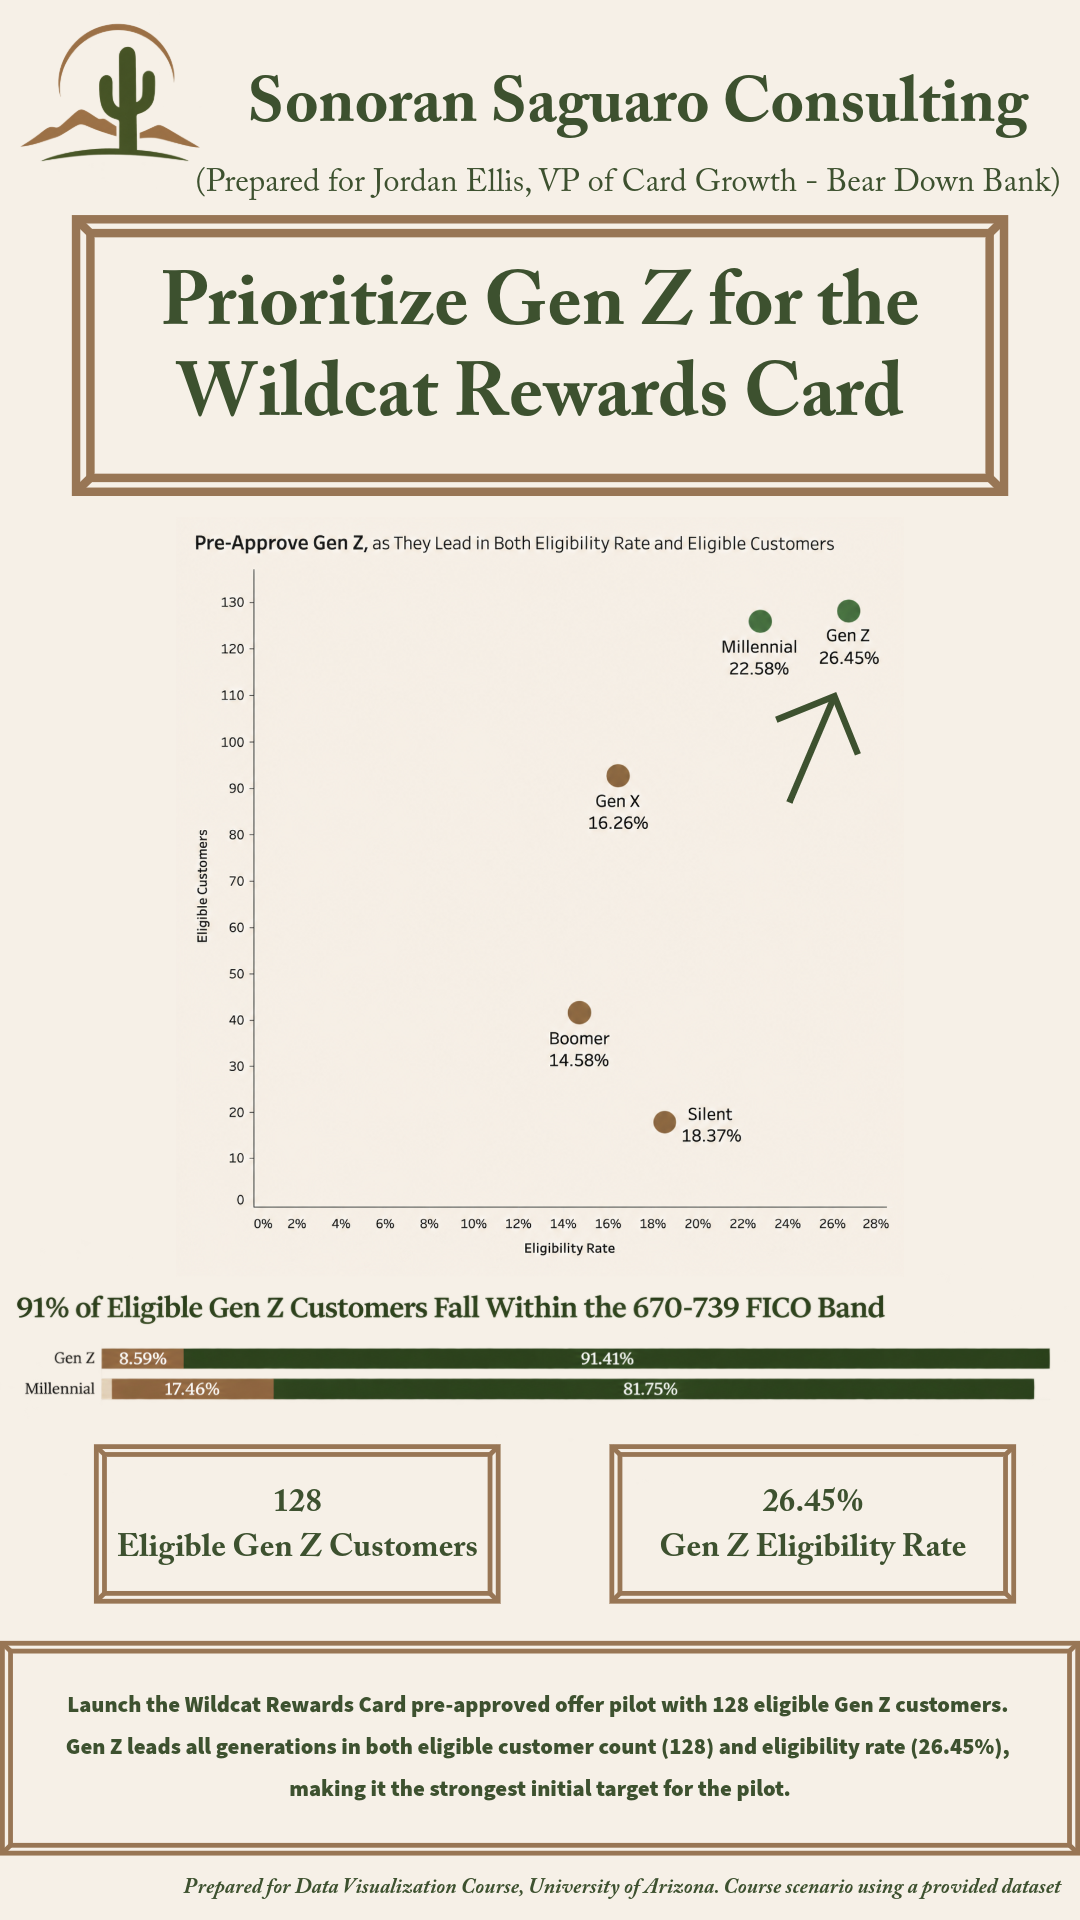 Sonoran Saguaro Consulting
(Prepared for Jordan Ellis, VP of Card Growth - Bear Down Bank)
Prioritize Gen Z for the
Wildcat Rewards Card
Pre-Approve Gen Z, as They Lead in Both Eligibility Rate and Eligible Customers
130
120
110
100
90
80
70
60
50
40
30
20
10
0
Eligible Customers
Millennial
22.58%
Gen Z
26.45%
Gen X
16.26%
Boomer
14.58%
Silent
18.37%
0% 2% 4% 6% 8% 10% 12% 14% 16% 18% 20% 22% 24% 26% 28%
Eligibility Rate
91% of Eligible Gen Z Customers Fall Within the 670-739 FICO Band
Gen Z 8.59% 91.41%
Millennial 17.46% 81.75%
128
Eligible Gen Z Customers
26.45%
Gen Z Eligibility Rate
Launch the Wildcat Rewards Card pre-approved offer pilot with 128 eligible Gen Z customers.
Gen Z leads all generations in both eligible customer count (128) and eligibility rate (26.45%),
making it the strongest initial target for the pilot.
Prepared for Data Visualization Course, University of Arizona. Course scenario using a provided dataset